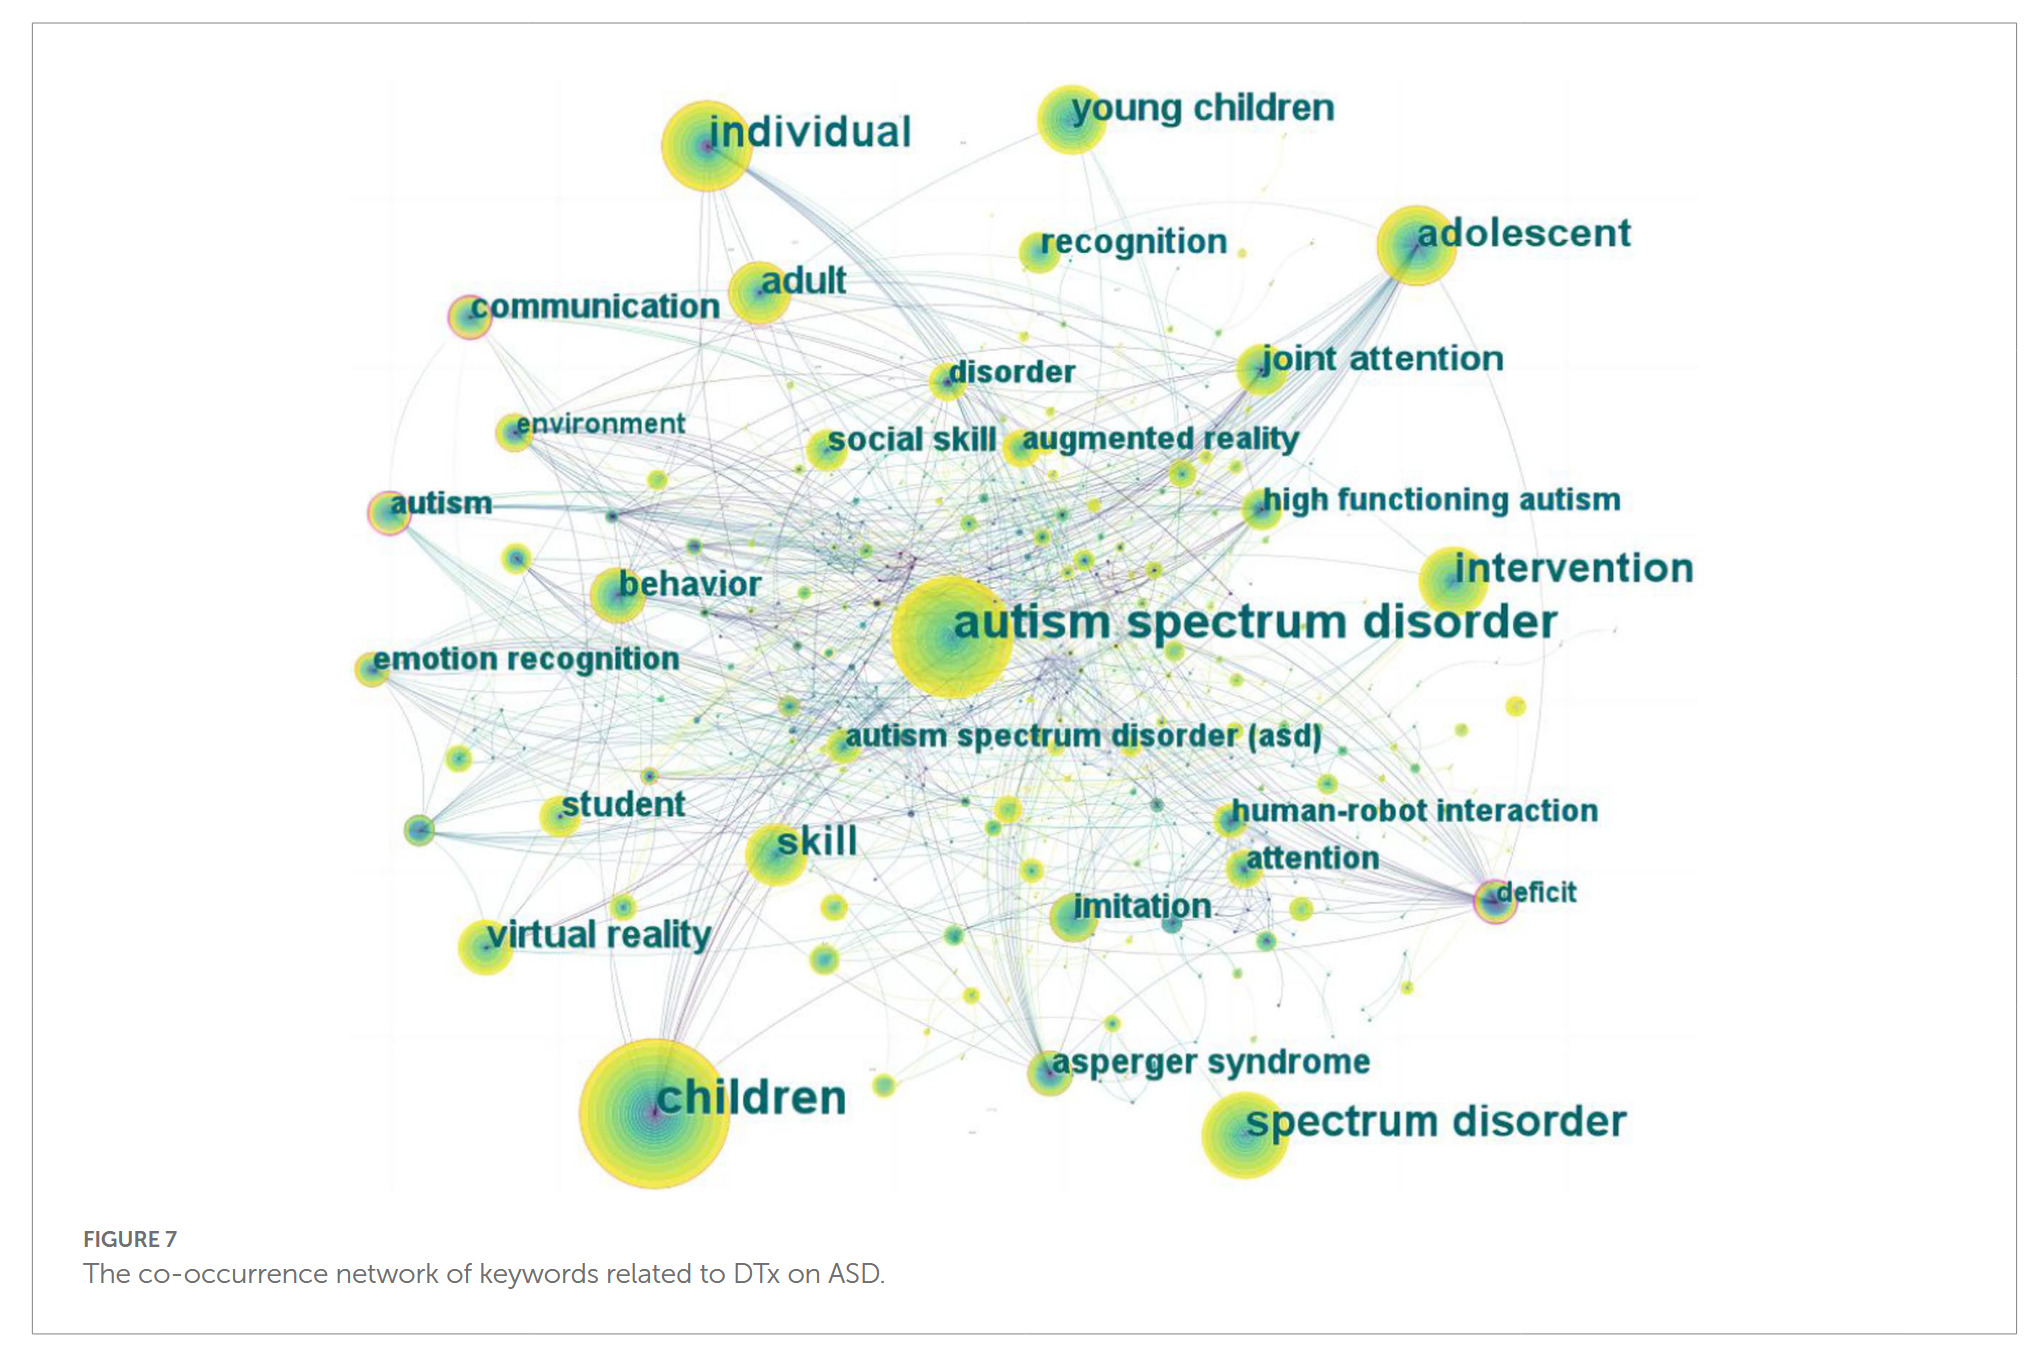 individual
young children
recognition
adolescent
adult
communication
disorder
joint attention
environment
social skill
augmented reality
autism
high functioning autism
behavior
intervention
autism spectrum disorder
emotion recognition
autism spectrum disorder (asd)
student
skill
human-robot interaction
attention
deficit
imitation
virtual reality
asperger syndrome
children
spectrum disorder
FIGURE 7
The co-occurrence network of keywords related to DTx on ASD.